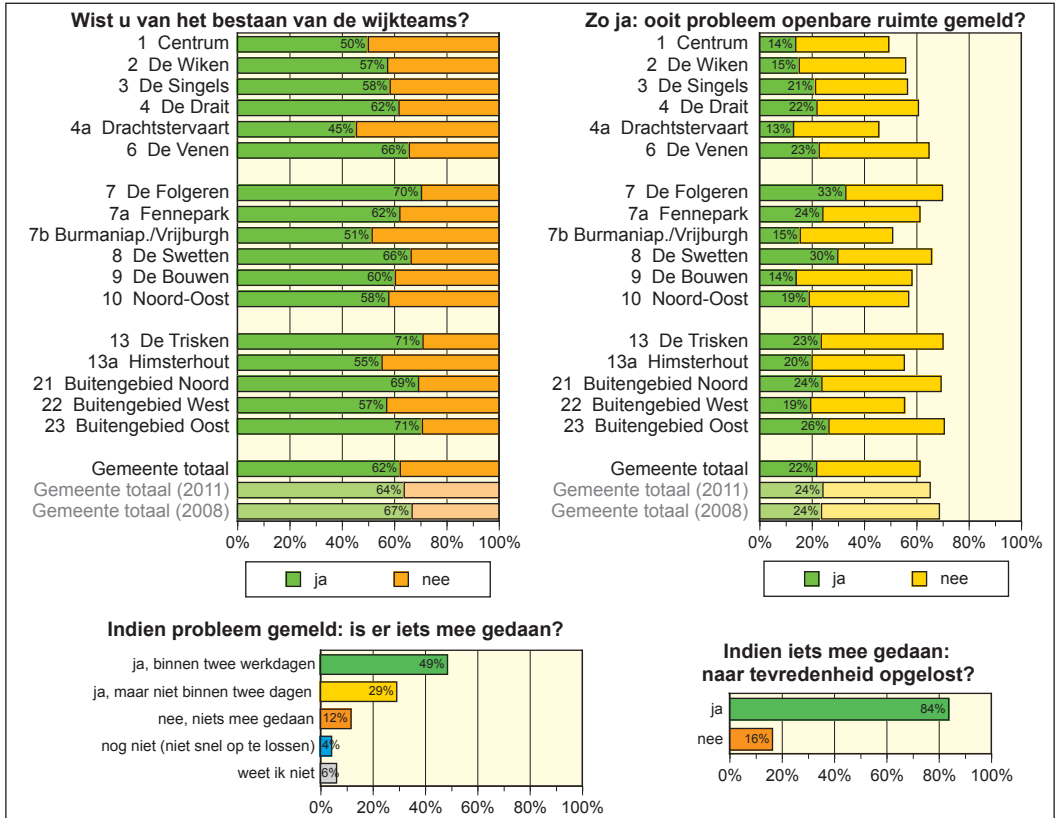 Wist u van het bestaan van de wijkteams?
1 Centrum 50%
2 De Wiken 57%
3 De Singels 58%
4 De Drait 62%
4a Drachtstervaart 45%
6 De Venen 66%
7 De Folgeren 70%
7a Fennepark 62%
7b Burmaniap./Vrijburgh 51%
8 De Swetten 66%
9 De Bouwen 60%
10 Noord-Oost 58%
13 De Trisken 71%
13a Himsterhout 55%
21 Buitengebied Noord 69%
22 Buitengebied West 57%
23 Buitengebied Oost 71%
Gemeente totaal 62%
Gemeente totaal (2011) 64%
Gemeente totaal (2008) 67%
0% 20% 40% 60% 80% 100%
ja nee
Zo ja: ooit probleem openbare ruimte gemeld?
1 Centrum 14%
2 De Wiken 15%
3 De Singels 21%
4 De Drait 22%
4a Drachtstervaart 13%
6 De Venen 23%
7 De Folgeren 33%
7a Fennepark 24%
7b Burmaniap./Vrijburgh 15%
8 De Swetten 30%
9 De Bouwen 14%
10 Noord-Oost 19%
13 De Trisken 23%
13a Himsterhout 20%
21 Buitengebied Noord 24%
22 Buitengebied West 19%
23 Buitengebied Oost 26%
Gemeente totaal 22%
Gemeente totaal (2011) 24%
Gemeente totaal (2008) 24%
0% 20% 40% 60% 80% 100%
ja nee
Indien probleem gemeld: is er iets mee gedaan?
ja, binnen twee werkdagen 49%
ja, maar niet binnen twee dagen 29%
nee, niets mee gedaan 12%
nog niet (niet snel op te lossen) 4%
weet ik niet 6%
0% 20% 40% 60% 80% 100%
Indien iets mee gedaan:
naar tevredenheid opgelost?
ja 84%
nee 16%
0% 20% 40% 60% 80% 100%